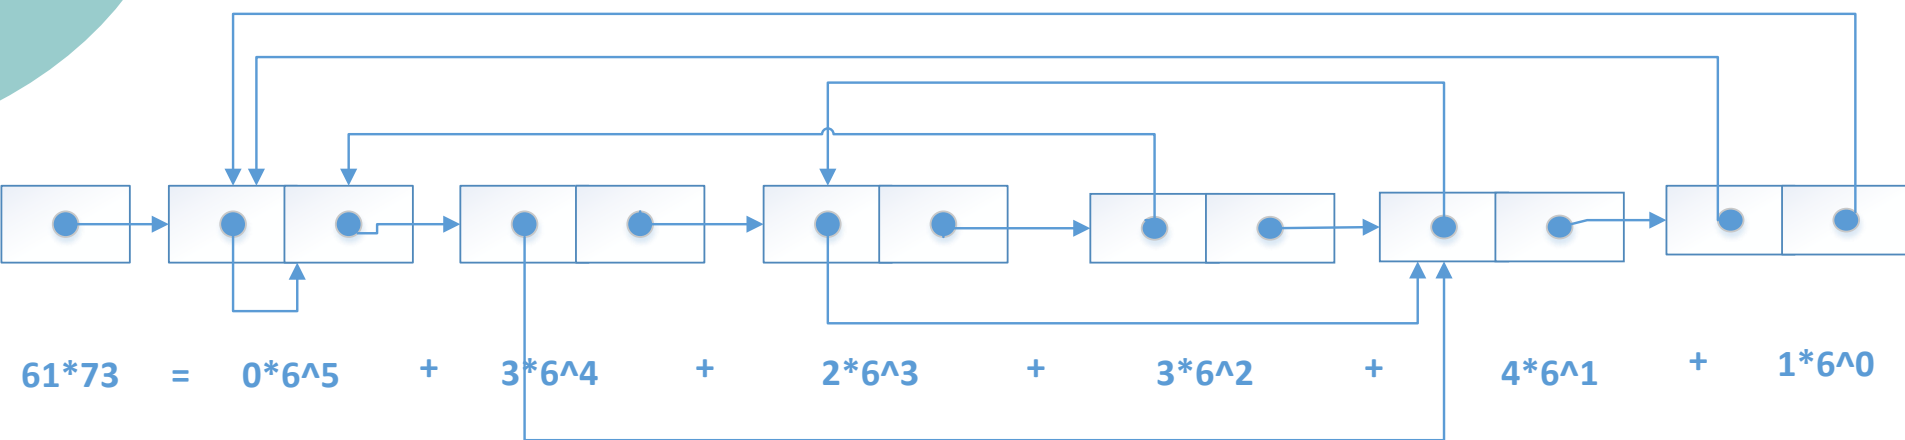 61*73 = 0*6^5 + 3*6^4 + 2*6^3 + 3*6^2 + 4*6^1 + 1*6^0